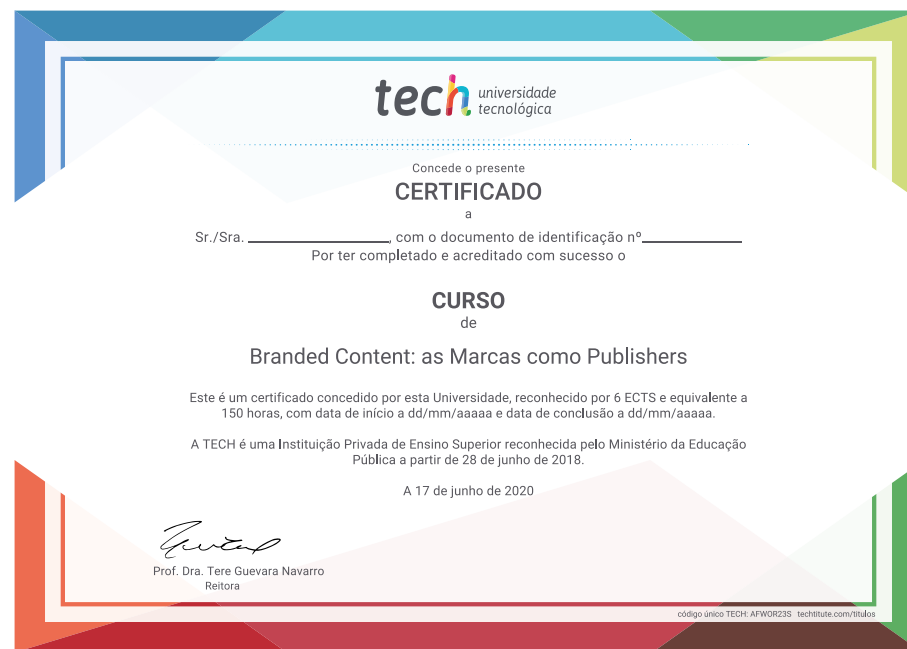 tech universidade
tecnológica
Concede o presente
CERTIFICADO
a
Sr./Sra. ________________, com o documento de identificação nº____________
Por ter completado e acreditado com sucesso o
CURSO
de
Branded Content: as Marcas como Publishers
Este é um certificado concedido por esta Universidade, reconhecido por 6 ECTS e equivalente a
150 horas, com data de início a dd/mm/aaaaa e data de conclusão a dd/mm/aaaaa.
A TECH é uma Instituição Privada de Ensino Superior reconhecida pelo Ministério da Educação
Pública a partir de 28 de junho de 2018.
A 17 de junho de 2020
Prof. Dra. Tere Guevara Navarro
Reitora
código único TECH: AFWOR23S techtitute.com/titulos